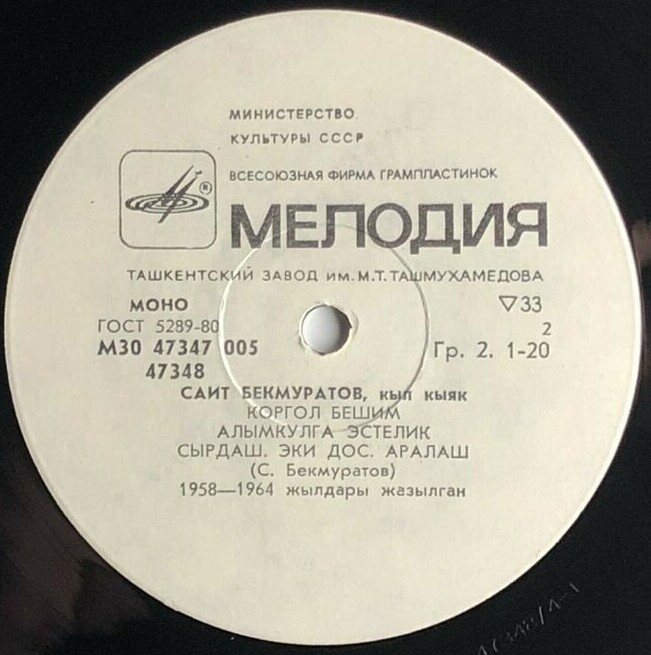 МИНИСТЕРСТВО
КУЛЬТУРЫ СССР
ВСЕСОЮЗНАЯ ФИРМА ГРАМПЛАСТИНОК
®
МЕЛОДИЯ
ТАШКЕНТСКИЙ ЗАВОД ИМ. М.Т. ТАШМУХАМЕДОВА
МОНО ▽33
ГОСТ 5289-80 2
М30 47347 005 Гр. 2. 1-20
47348
САИТ БЕКМУРАТОВ, кыл кыяк
КОРГОЛ БЕШИМ
АЛЫМКУЛГА ЭСТЕЛИК
СЫРДАШ. ЭКИ ДОС. АРАЛАШ
(С. Бекмуратов)
1958—1964 жылдары жазылган